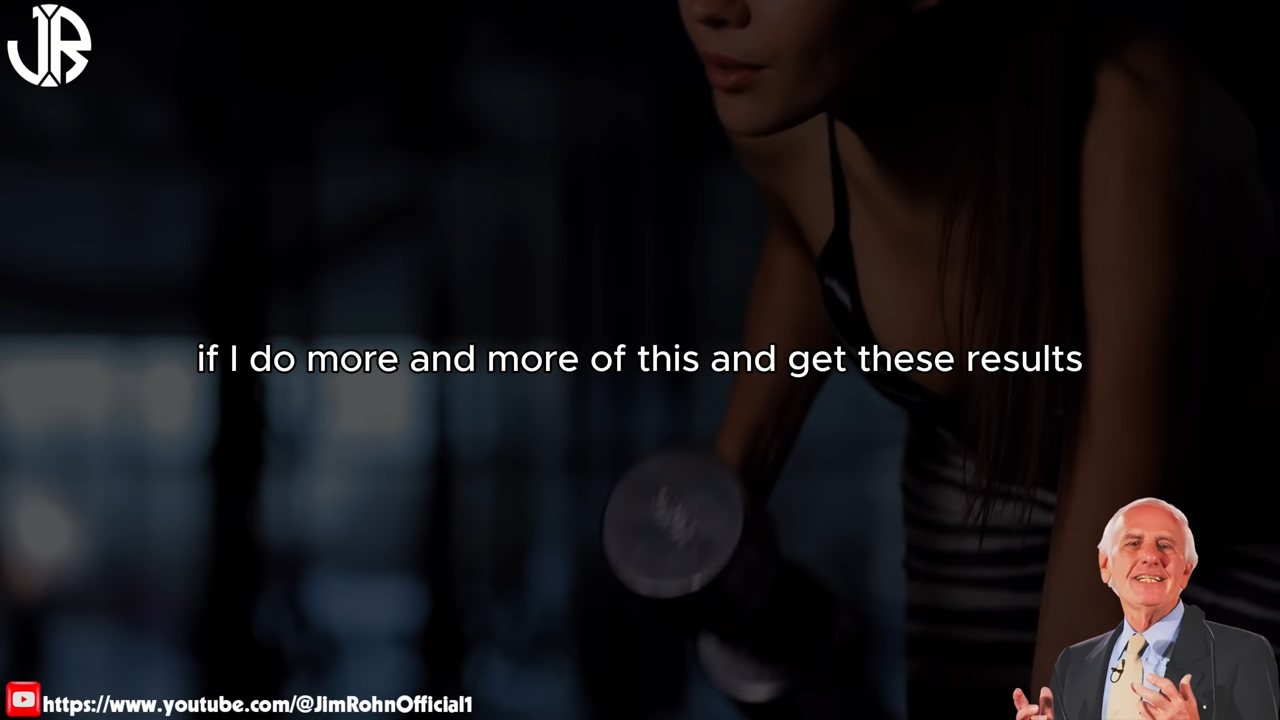 JR
if I do more and more of this and get these results
https://www.youtube.com/@JimRohnOfficial1